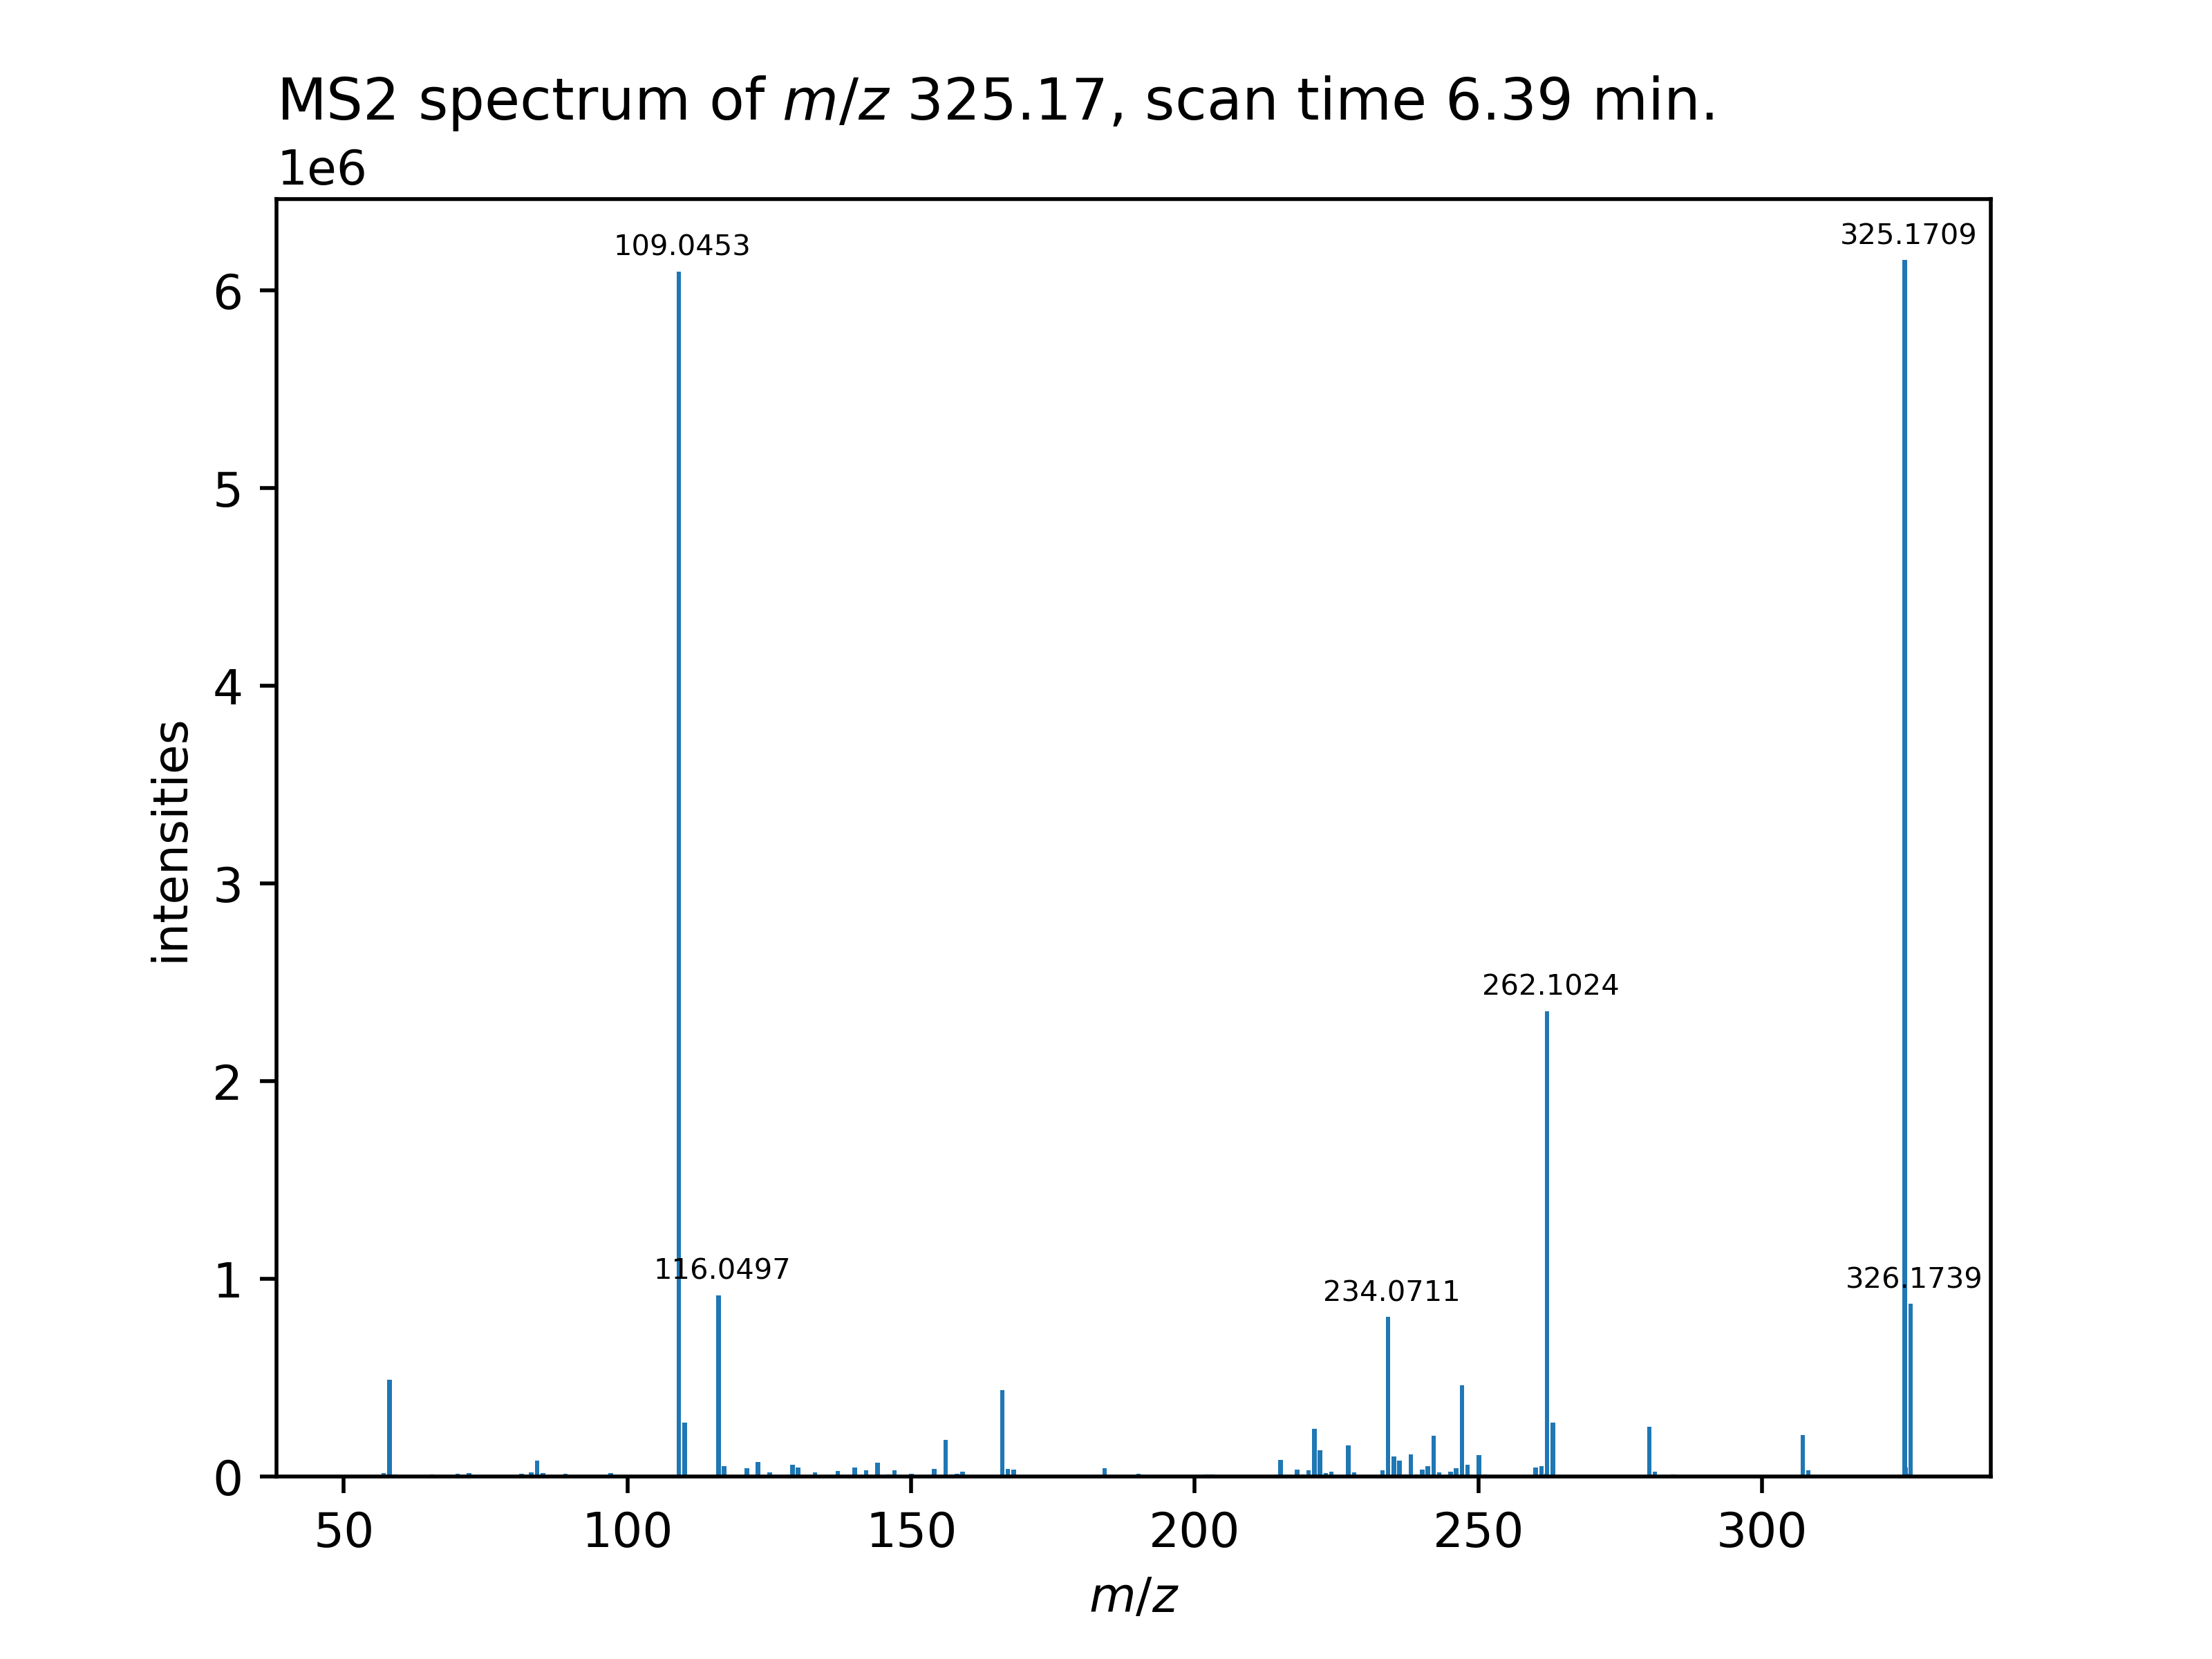 MS2 spectrum of m/z 325.17, scan time 6.39 min.
1e6
109.0453
325.1709
6
5
4
3
262.1024
2
116.0497
326.1739
234.0711
1
0
intensities
50 100 150 200 250 300
m/z